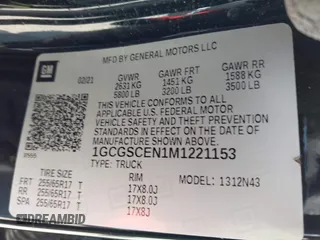 MFD BY GENERAL MOTORS LLC
GM
02/21
GVWR GAWR FRT GAWR RR
2631 KG 1451 KG 1588 KG
5800 LB 3200 LB 3500 LB
THIS VEHICLE CONFORMS TO ALL
APPLICABLE U.S. FEDERAL MOTOR
VEHICLE SAFETY STANDARDS IN
EFFECT ON THE DATE OF
MANUFACTURE SHOWN ABOVE.
1GCGSCEN1M1221153
TYPE: TRUCK
MODEL: 1312N43
TIRE SIZE RIM
FRT 255/65R17 T 17X8.0J
RR 255/65R17 T 17X8.0J
SPA 255/65R17 T 17X8J
DREAMBID